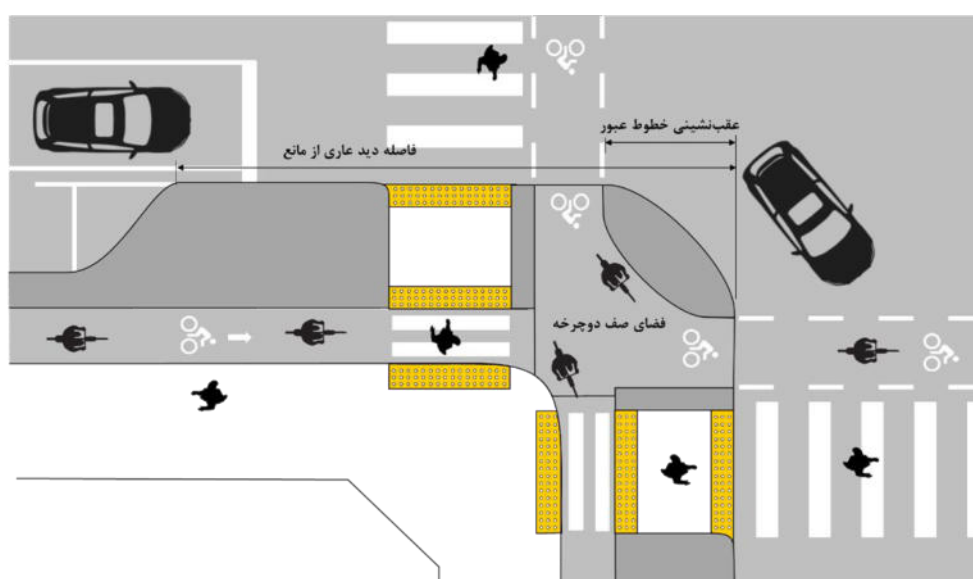 عقب‌نشینی خطوط عبور
فاصله دید عاری از مانع
فضای صف دوچرخه